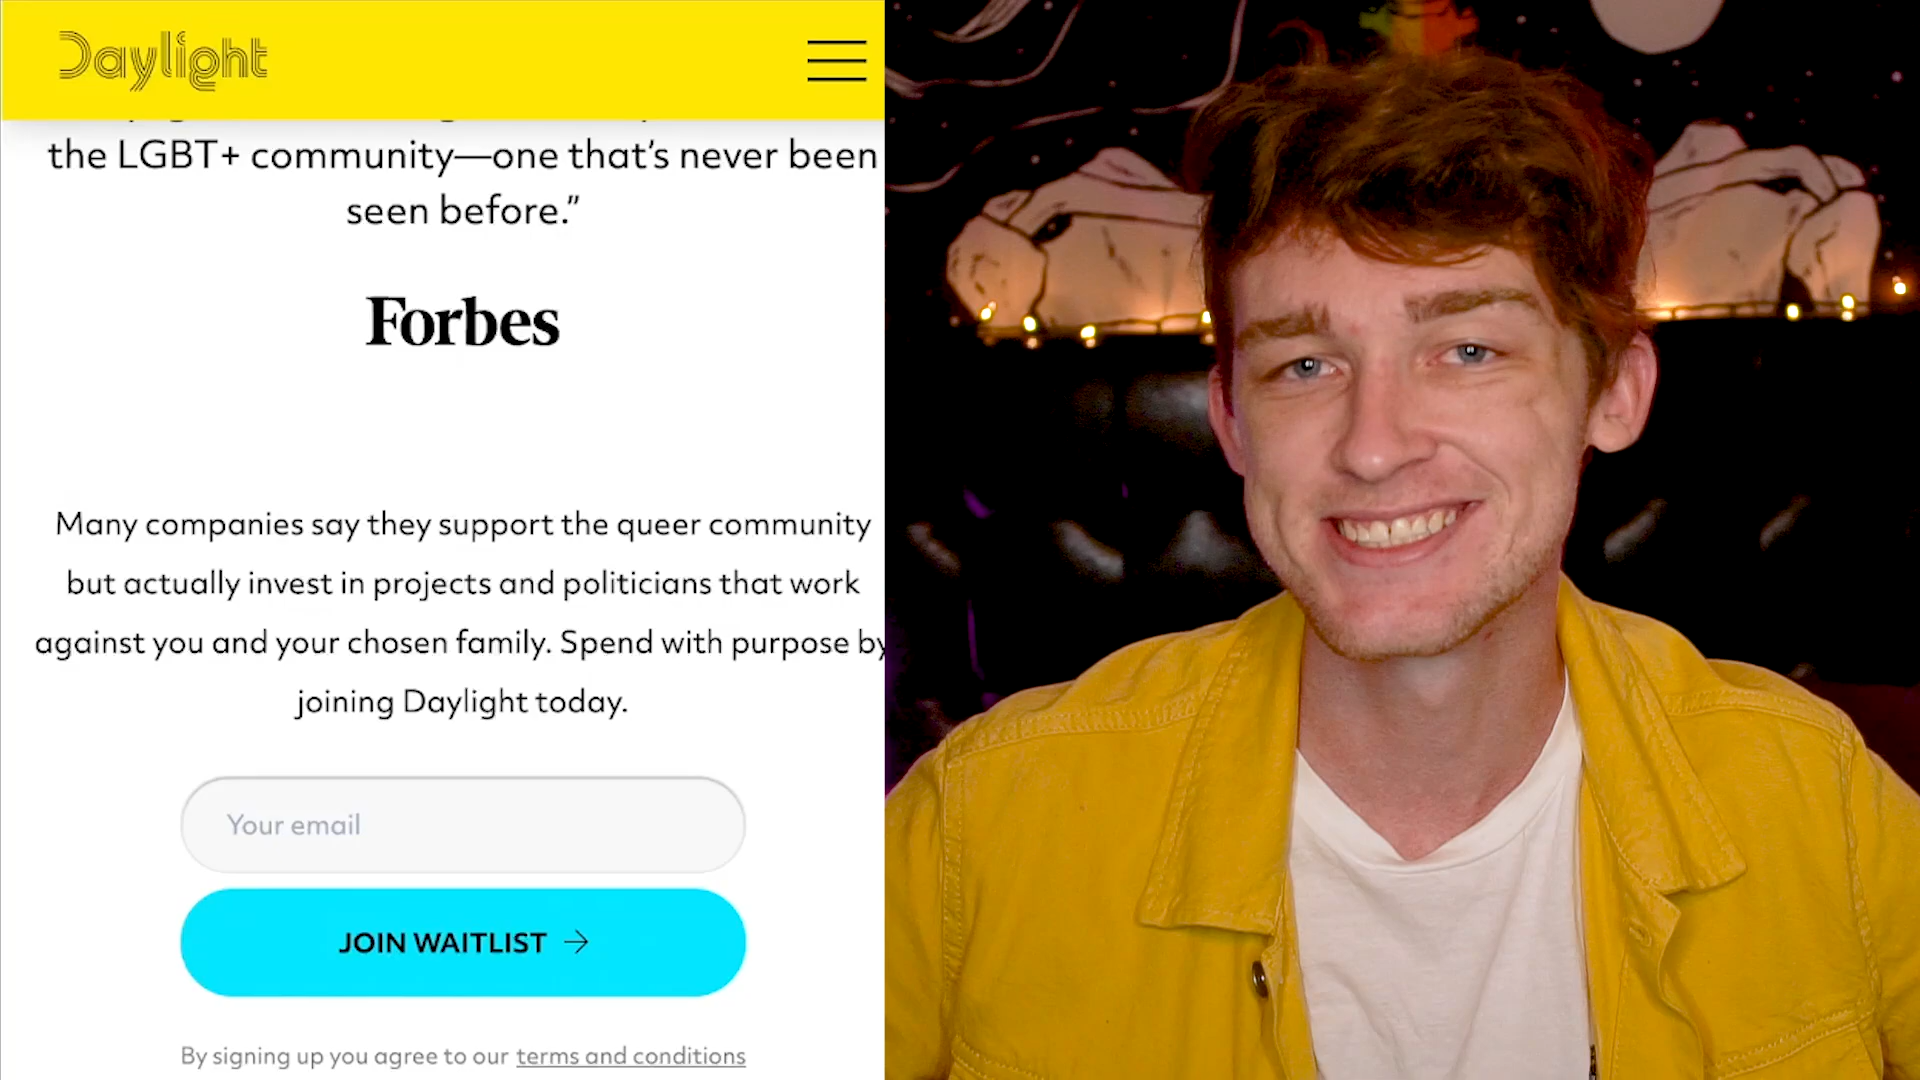 Daylight
the LGBT+ community—one that's never been
seen before.”
Forbes
Many companies say they support the queer community
but actually invest in projects and politicians that work
against you and your chosen family. Spend with purpose by
joining Daylight today.
Your email
JOIN WAITLIST →
By signing up you agree to our terms and conditions